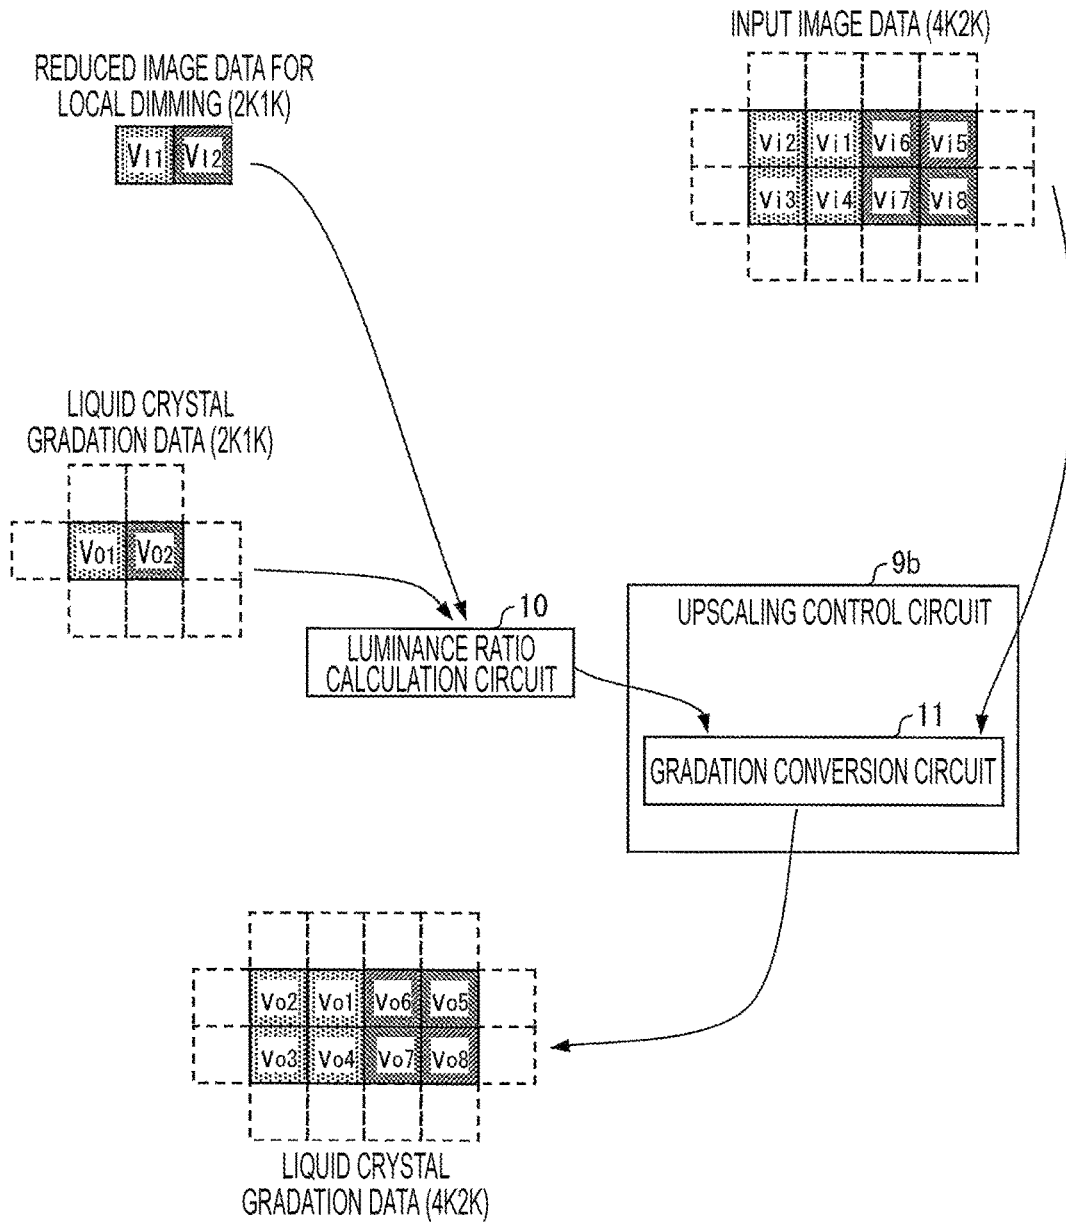 INPUT IMAGE DATA (4K2K)
REDUCED IMAGE DATA FOR
LOCAL DIMMING (2K1K)
VI1 VI2
Vi2 Vi1 Vi6 Vi5
Vi3 Vi4 Vi7 Vi8
LIQUID CRYSTAL
GRADATION DATA (2K1K)
VO1 VO2
9b
UPSCALING CONTROL CIRCUIT
10
LUMINANCE RATIO
CALCULATION CIRCUIT
11
GRADATION CONVERSION CIRCUIT
Vo2 Vo1 Vo6 Vo5
Vo3 Vo4 Vo7 Vo8
LIQUID CRYSTAL
GRADATION DATA (4K2K)